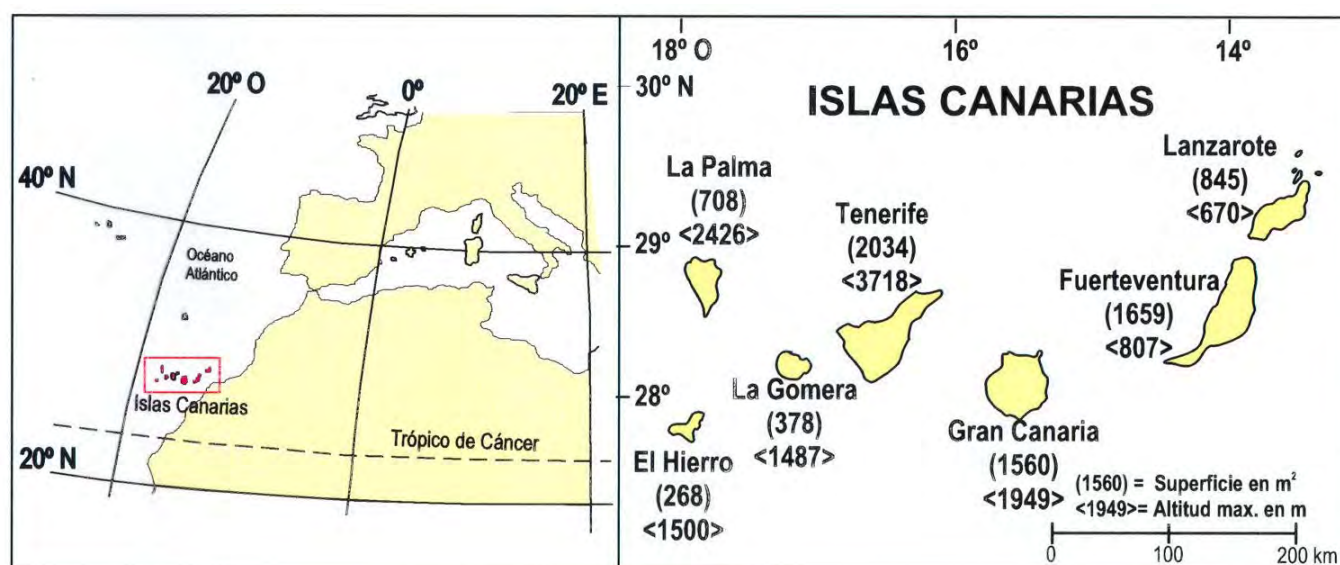 20º O
0º
20º E
40º N
Océano
Atlántico
Islas Canarias
Trópico de Cáncer
20º N
18º O
16º
14º
30º N
ISLAS CANARIAS
29º
28º
La Palma
(708)
<2426>
Tenerife
(2034)
<3718>
Lanzarote
(845)
<670>
Fuerteventura
(1659)
<807>
La Gomera
(378)
<1487>
El Hierro
(268)
<1500>
Gran Canaria
(1560)
<1949>
(1560) = Superficie en m²
<1949>= Altitud max. en m
0
100
200 km